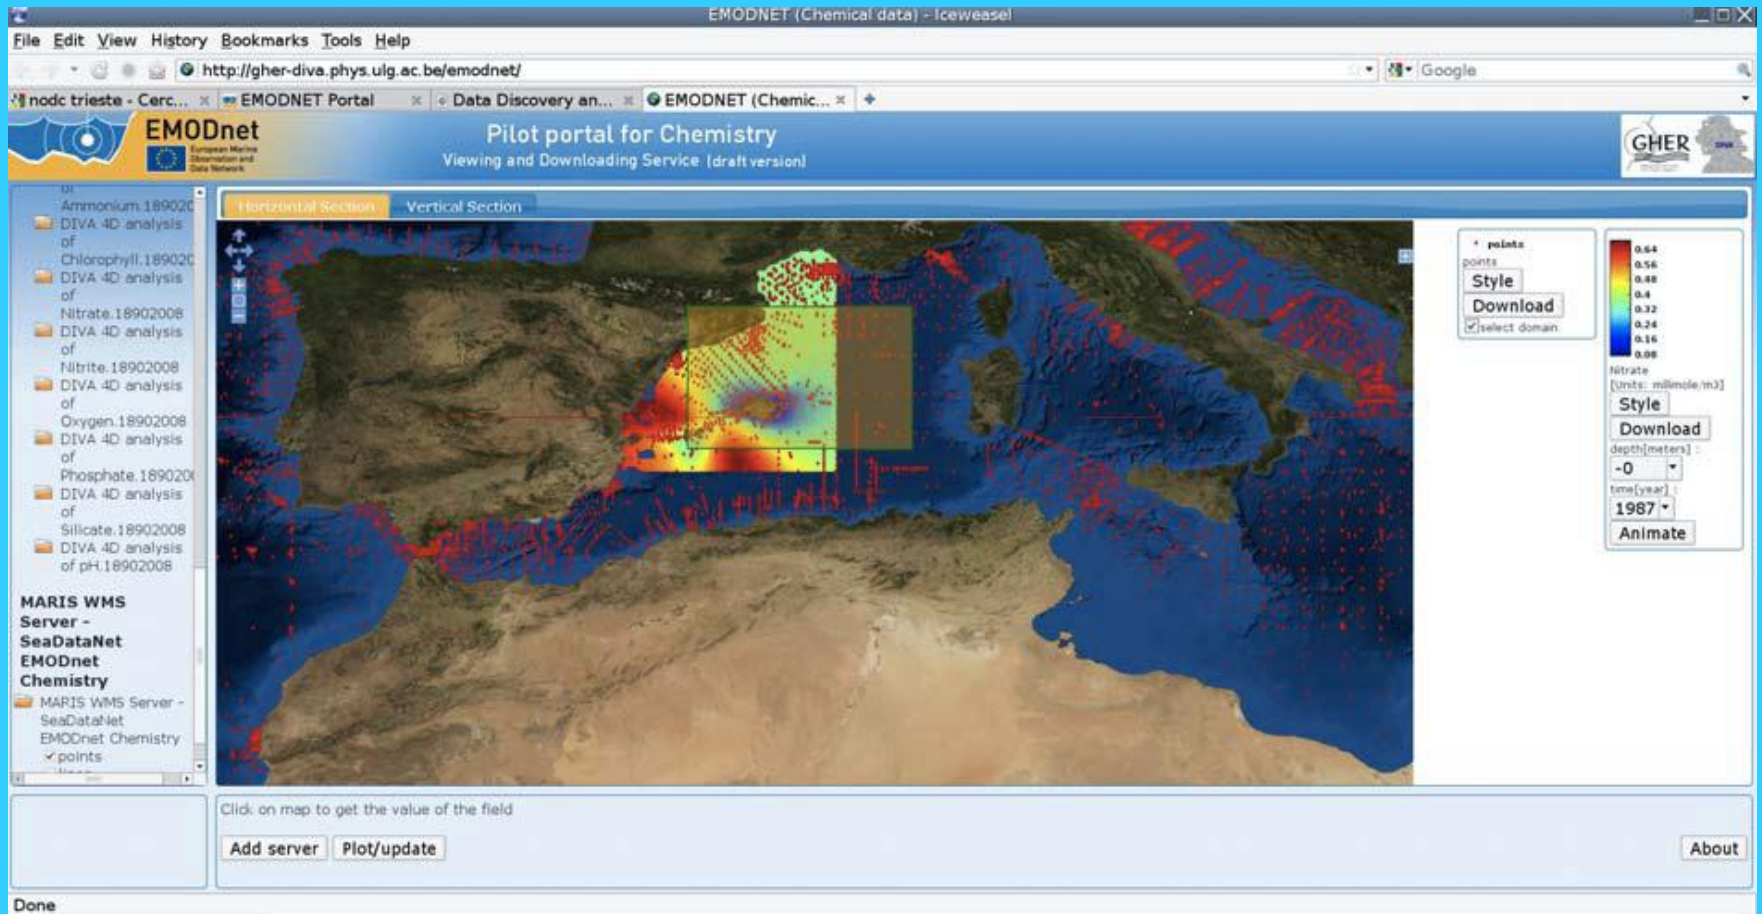 EMODNET (Chemical data) - Iceweasel
File Edit View History Bookmarks Tools Help
http://gher-diva.phys.ulg.ac.be/emodnet/
Google
nodc trieste - Cerc...
EMODNET Portal
Data Discovery an...
EMODNET (Chemic...
EMODnet
European Marine
Observation and
Data Network
Pilot portal for Chemistry
Viewing and Downloading Service (draft version)
GHER
DIVA
of
Ammonium.189020
DIVA 4D analysis
of
Chlorophyll.189020
DIVA 4D analysis
of
Nitrate.18902008
DIVA 4D analysis
of
Nitrite.18902008
DIVA 4D analysis
of
Oxygen.18902008
DIVA 4D analysis
of
Phosphate.189020
DIVA 4D analysis
of
Silicate.18902008
DIVA 4D analysis
of pH.18902008
MARIS WMS
Server -
SeaDataNet
EMODnet
Chemistry
MARIS WMS Server -
SeaDataNet
EMODnet Chemistry
points
Horizontal Section
Vertical Section
points
points
Style
Download
select domain
0.64
0.56
0.48
0.4
0.32
0.24
0.16
0.08
Nitrate
[Units: millimole/m3]
Style
Download
depth[meters] :
-0
time[year] :
1987
Animate
Click on map to get the value of the field
Add server
Plot/update
About
Done